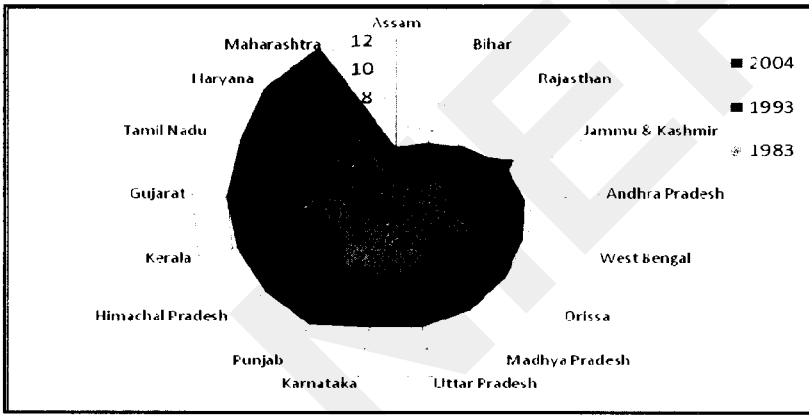 Assam
Maharashtra
12
Bihar
10
Haryana
Rajasthan
8
Tamil Nadu
Jammu & Kashmir
Gujarat
Andhra Pradesh
Kerala
West Bengal
Himachal Pradesh
Orissa
Punjab
Madhya Pradesh
Karnataka
Uttar Pradesh
2004
1993
1983